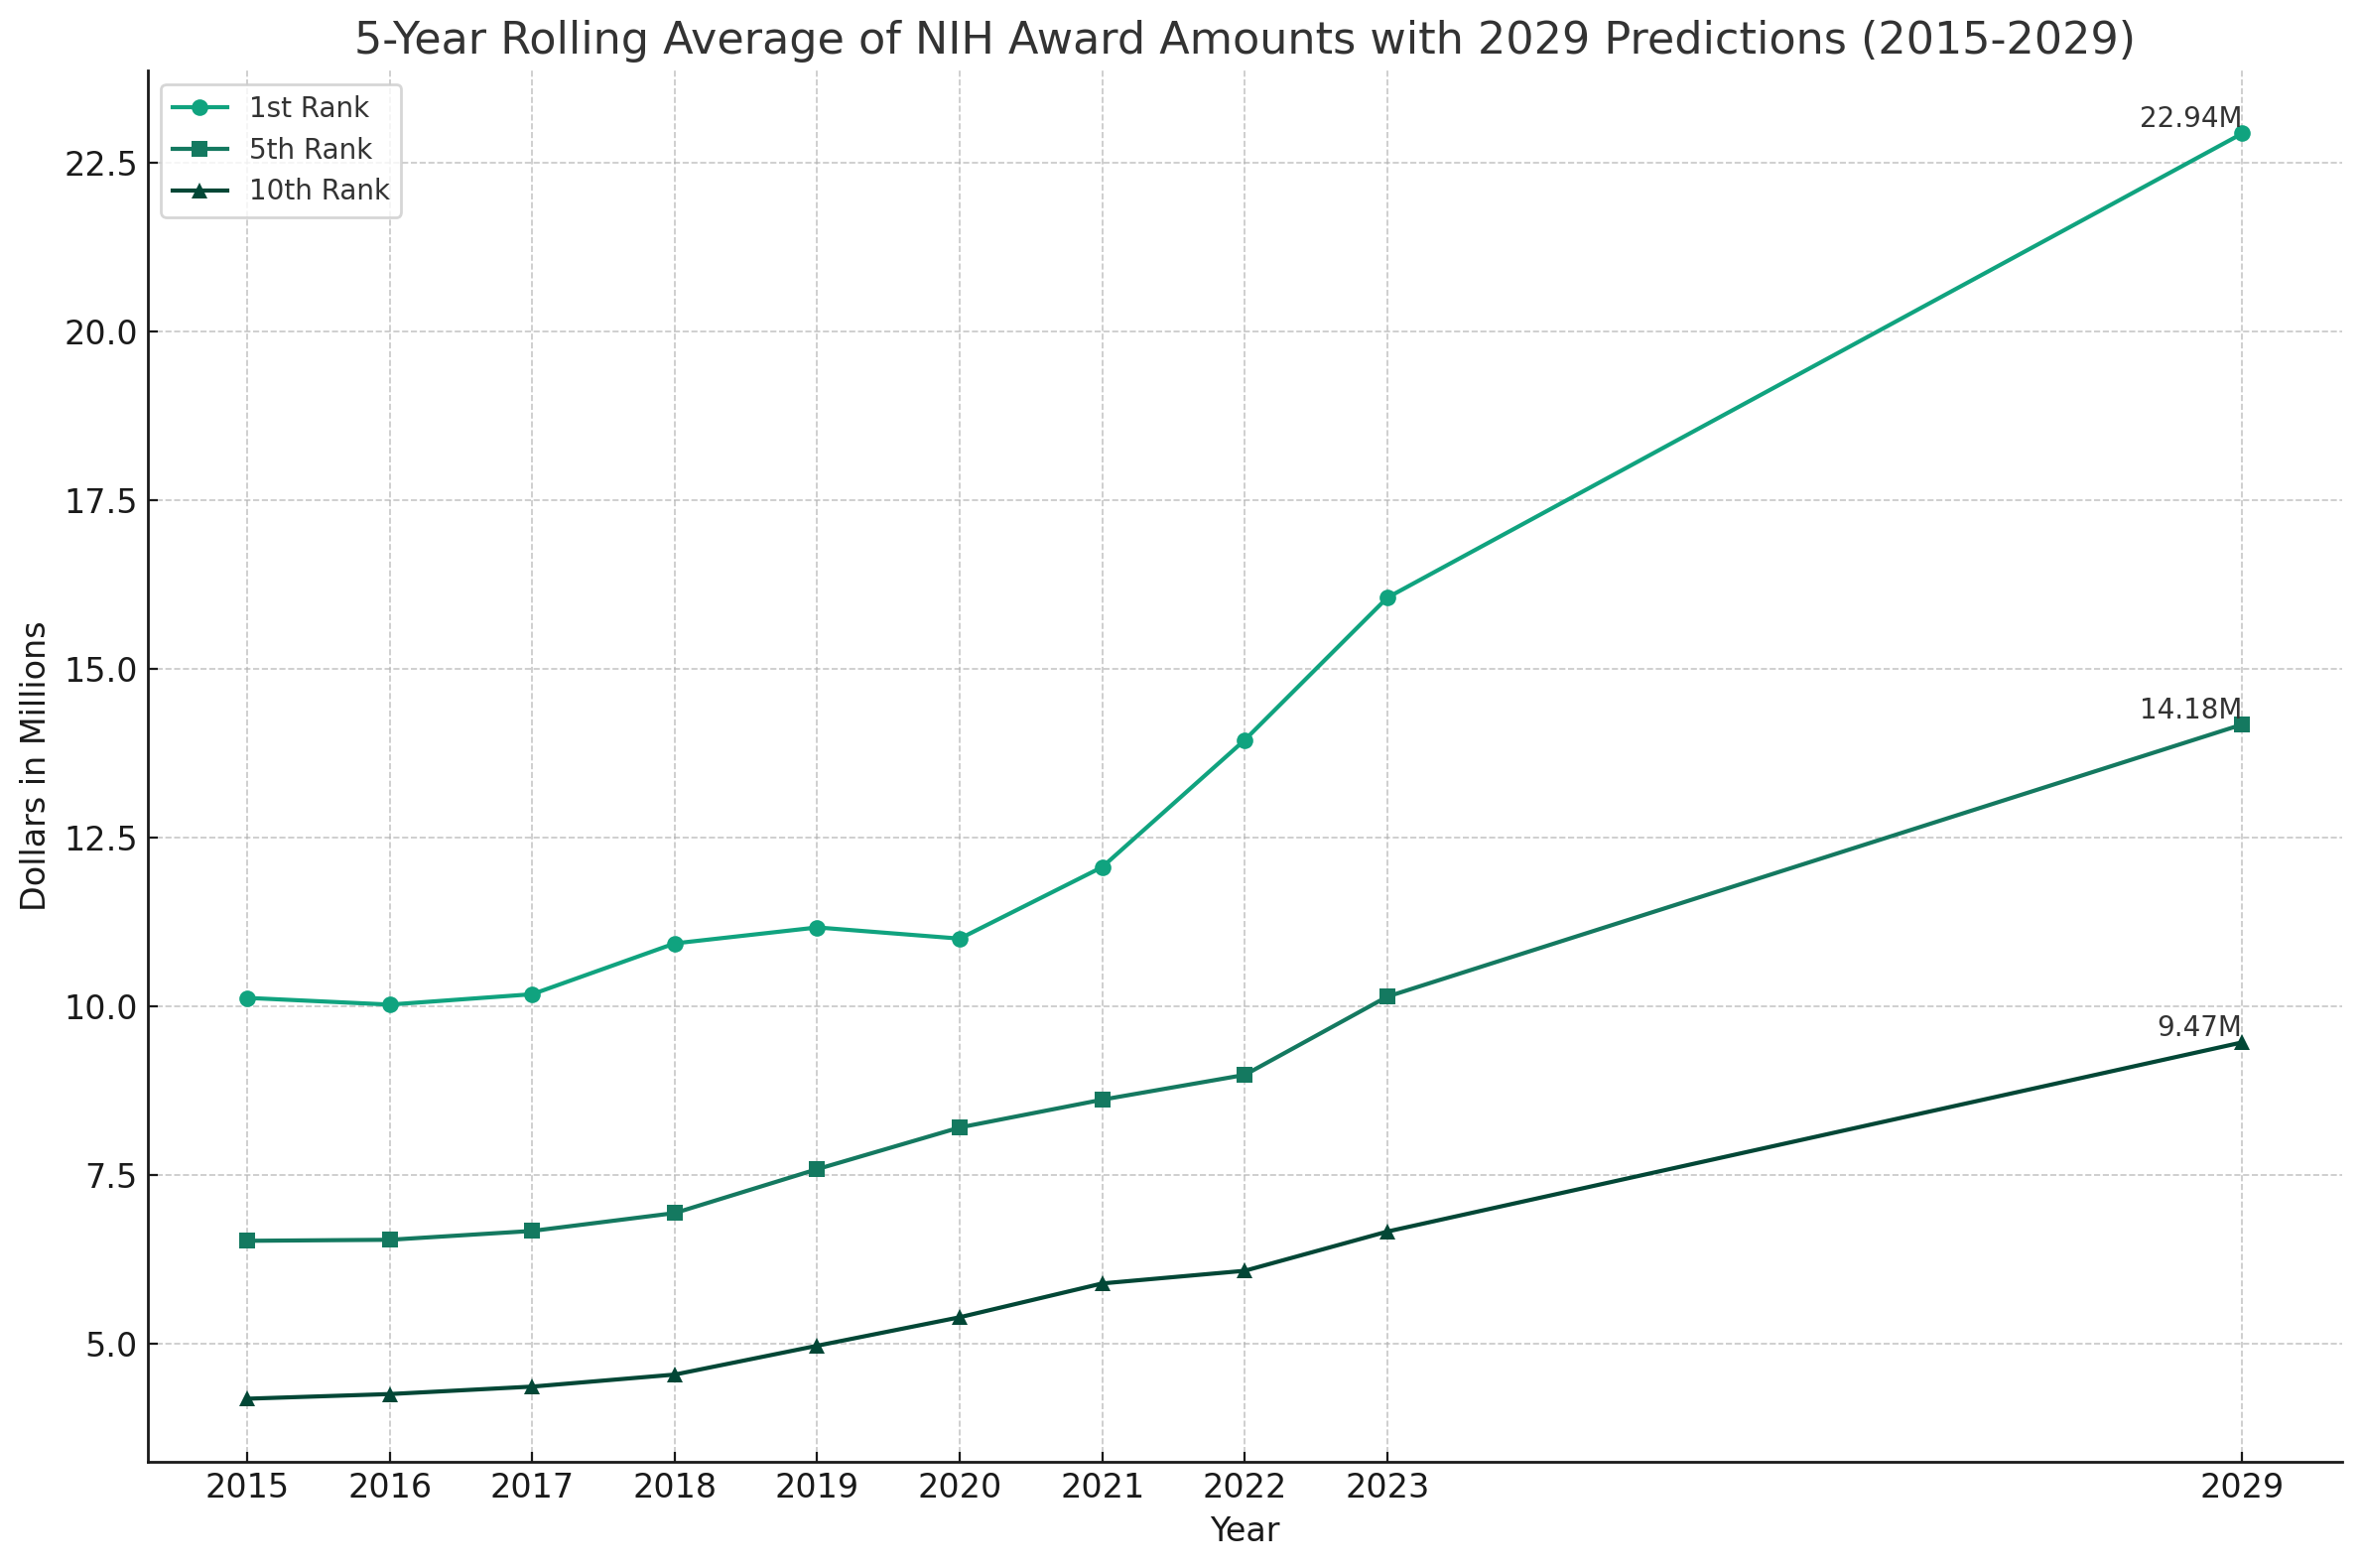 5-Year Rolling Average of NIH Award Amounts with 2029 Predictions (2015-2029)
1st Rank
5th Rank
10th Rank
22.94M
14.18M
9.47M
22.5
20.0
17.5
15.0
12.5
10.0
7.5
5.0
Dollars in Millions
2015 2016 2017 2018 2019 2020 2021 2022 2023 2029
Year